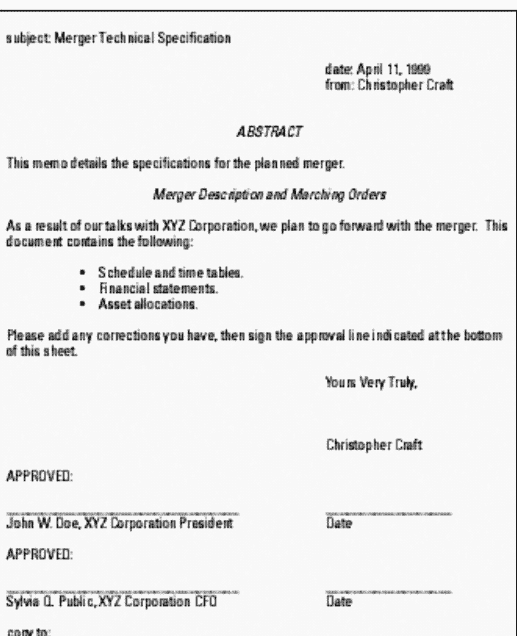 subject: Merger Technical Specification
date: April 11, 1999
from: Christopher Craft
ABSTRACT
This memo details the specifications for the planned merger.
Merger Description and Marching Orders
As a result of our talks with XYZ Corporation, we plan to go forward with the merger. This
document contains the following:
• Schedule and time tables.
• Financial statements.
• Asset allocations.
Please add any corrections you have, then sign the approval line indicated at the bottom
of this sheet.
Yours Very Truly,
Christopher Craft
APPROVED:
John W. Doe, XYZ Corporation President Date
APPROVED:
Sylvia Q. Public, XYZ Corporation CFO Date
copy to: